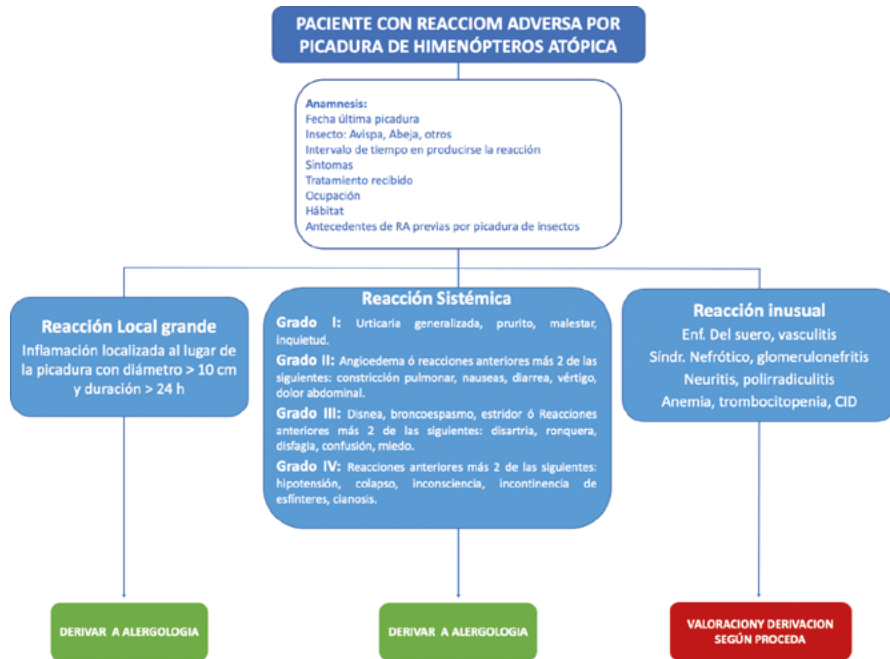 PACIENTE CON REACCIOM ADVERSA POR
PICADURA DE HIMENÓPTEROS ATÓPICA
Anamnesis:
Fecha última picadura
Insecto: Avispa, Abeja, otros
Intervalo de tiempo en producirse la reacción
Síntomas
Tratamiento recibido
Ocupación
Hábitat
Antecedentes de RA previas por picadura de insectos
Reacción Local grande
Inflamación localizada al lugar de
la picadura con diámetro > 10 cm
y duración > 24 h
Reacción Sistémica
Grado I: Urticaria generalizada, prurito, malestar,
inquietud.
Grado II: Angioedema ó reacciones anteriores más 2 de las
siguientes: constricción pulmonar, nauseas, diarrea, vértigo,
dolor abdominal.
Grado III: Disnea, broncoespasmo, estridor ó Reacciones
anteriores más 2 de las siguientes: disartria, ronquera,
disfagia, confusión, miedo.
Grado IV: Reacciones anteriores más 2 de las siguientes:
hipotensión, colapso, inconsciencia, incontinencia de
esfínteres, cianosis.
Reacción inusual
Enf. Del suero, vasculitis
Síndr. Nefrótico, glomerulonefritis
Neuritis, polirradiculitis
Anemia, trombocitopenia, CID
DERIVAR A ALERGOLOGIA
DERIVAR A ALERGOLOGIA
VALORACIONY DERIVACION
SEGÚN PROCEDA